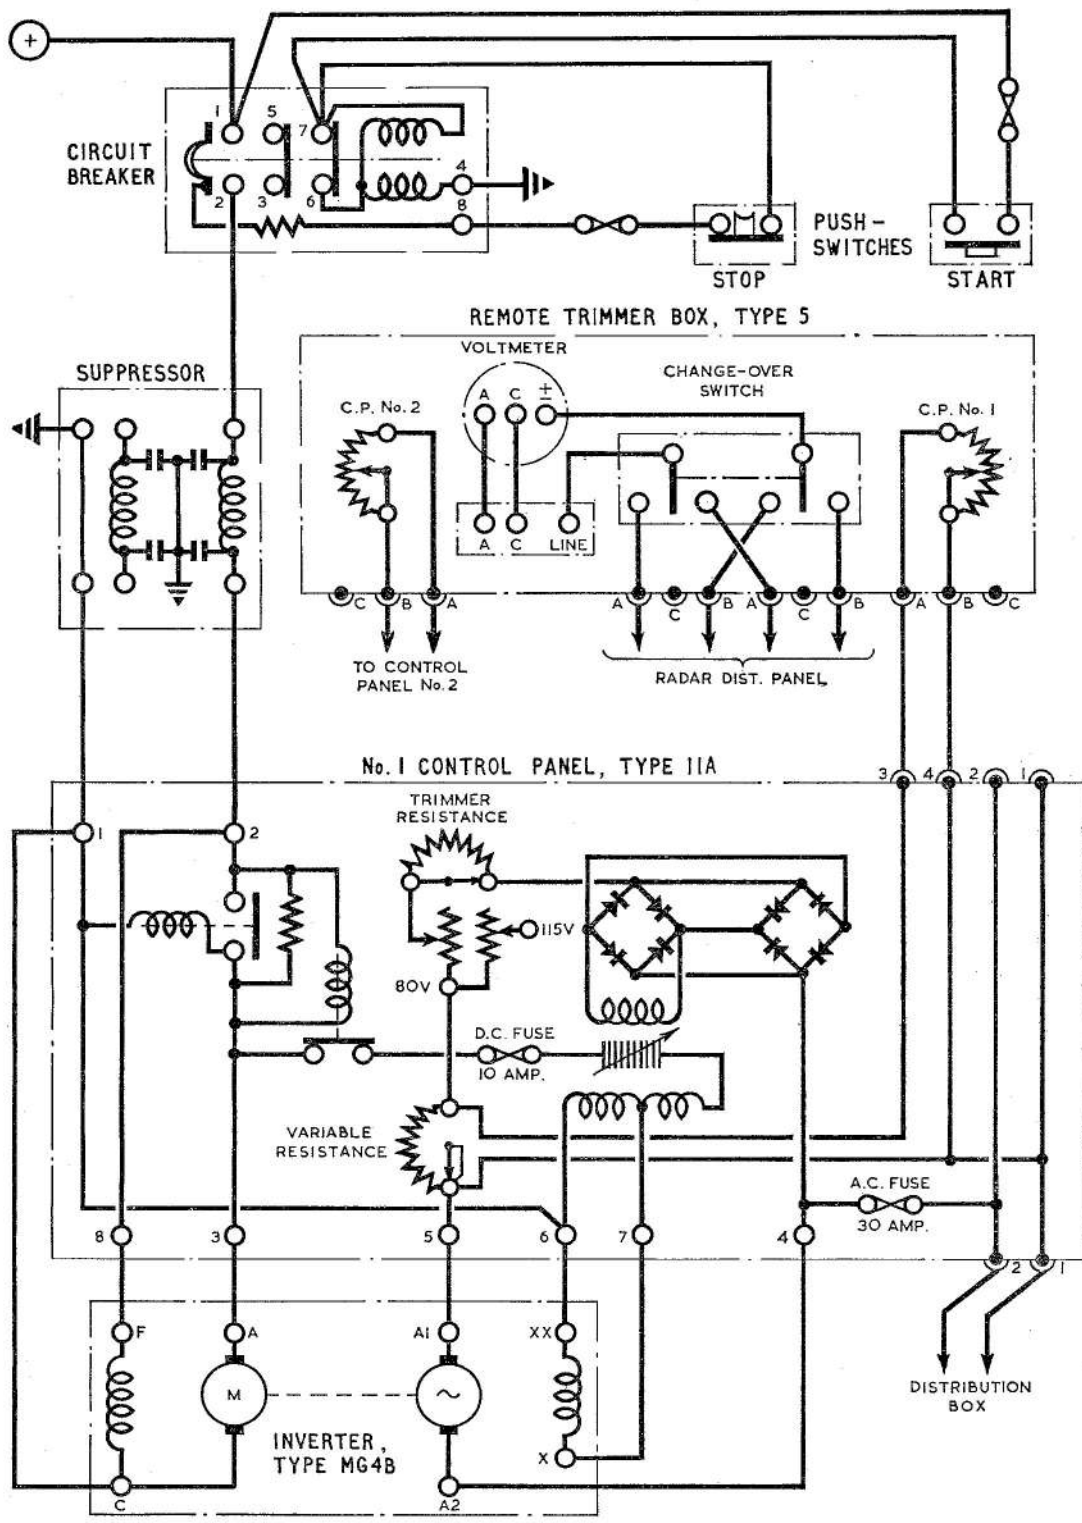 +
1
5
7
4
CIRCUIT
BREAKER
2
3
6
8
PUSH-
SWITCHES
STOP
START
REMOTE TRIMMER BOX, TYPE 5
VOLTMETER
SUPPRESSOR
CHANGE-OVER
SWITCH
A C ±
C.P. No. 2
C.P. No. 1
A C LINE
C B A
A C B A C B
A B C
TO CONTROL
PANEL No. 2
RADAR DIST. PANEL
No. 1 CONTROL PANEL, TYPE 11A
3 4 2 1
TRIMMER
RESISTANCE
1
2
115V
80V
D.C. FUSE
10 AMP.
VARIABLE
RESISTANCE
A.C. FUSE
30 AMP.
8 3 5 6 7 4
2 1
F A A1 XX
M
~
DISTRIBUTION
BOX
INVERTER,
TYPE MG4B
X
C
A2